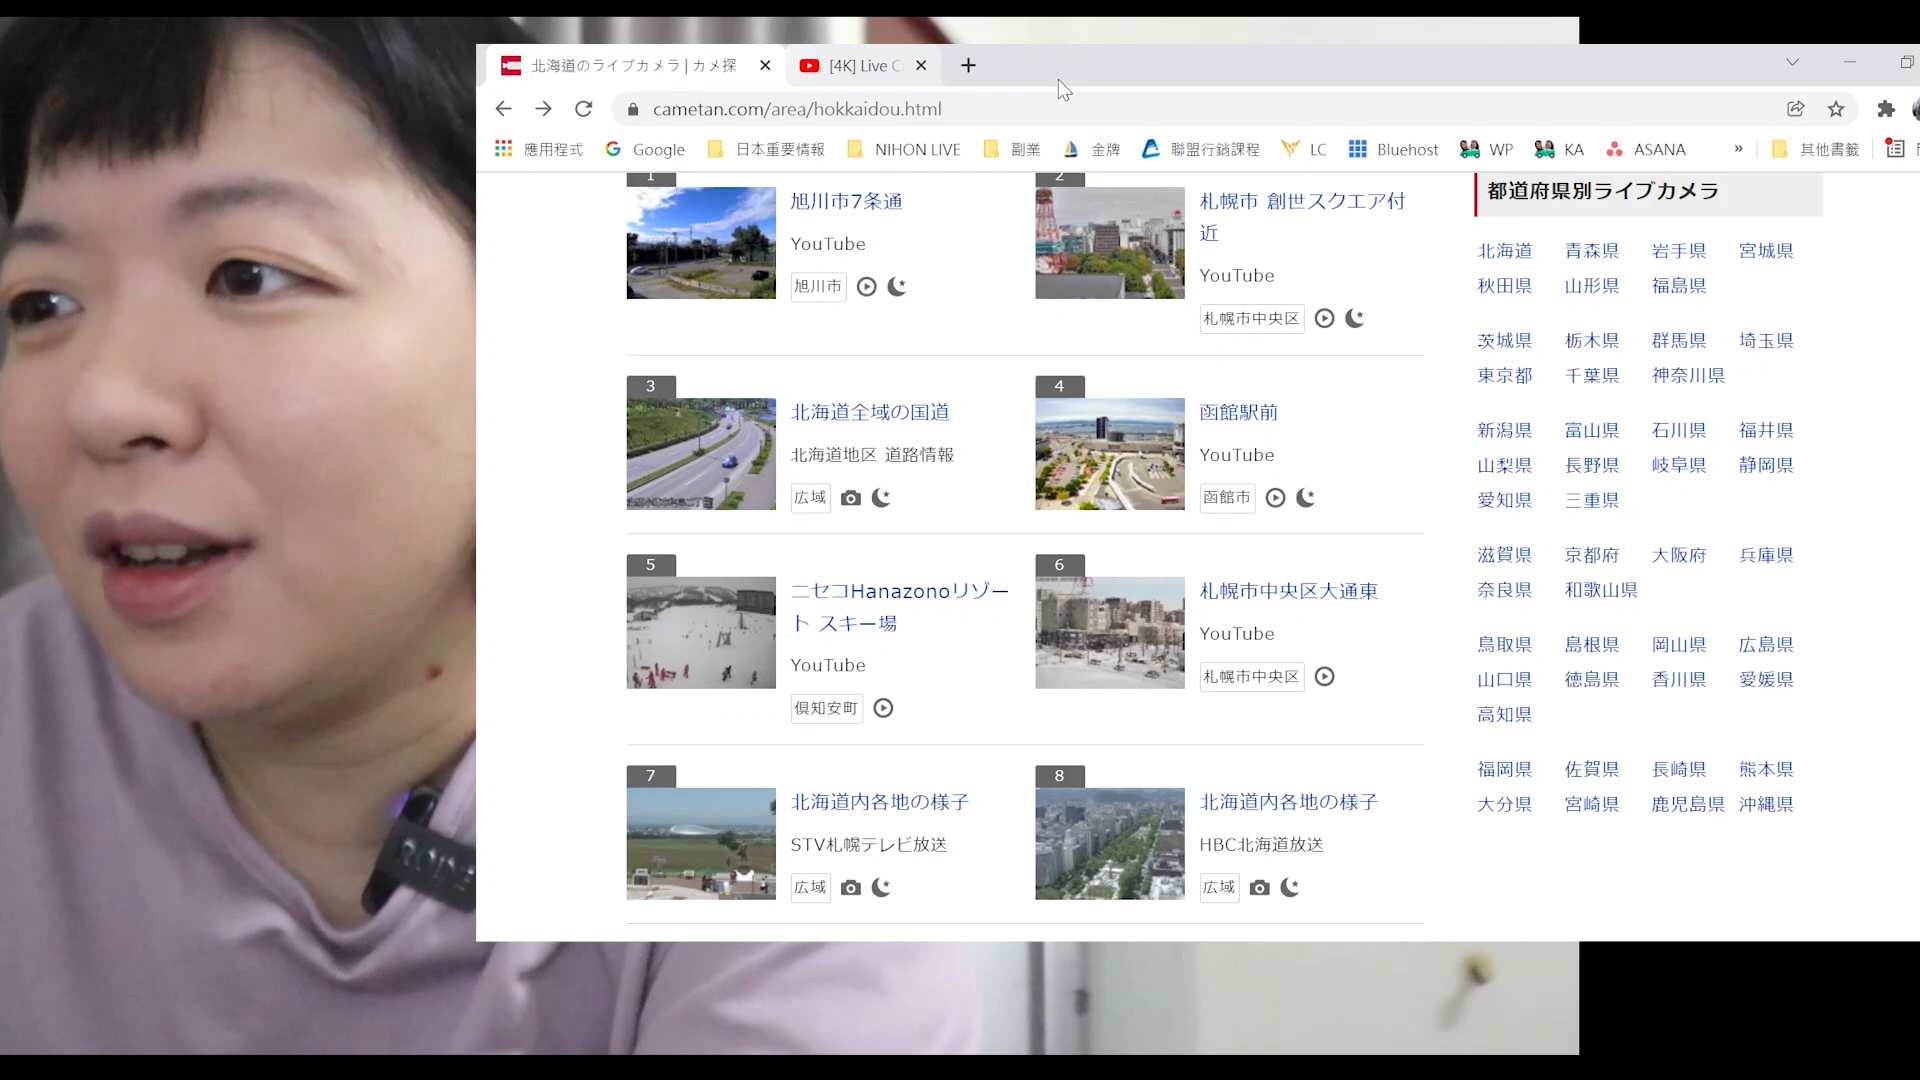 北海道のライブカメラ | カメ探
[4K] Live C
cametan.com/area/hokkaidou.html
應用程式
Google
日本重要情報
NIHON LIVE
副業
金牌
聯盟行銷課程
LC
Bluehost
WP
KA
ASANA
»
其他書籤
1
旭川市7条通
YouTube
旭川市
2
札幌市 創世スクエア付
近
YouTube
札幌市中央区
3
北海道全域の国道
北海道地区 道路情報
広域
4
函館駅前
YouTube
函館市
5
ニセコHanazonoリゾー
ト スキー場
YouTube
倶知安町
6
札幌市中央区大通東
YouTube
札幌市中央区
7
北海道内各地の様子
STV札幌テレビ放送
広域
8
北海道内各地の様子
HBC北海道放送
広域
都道府県別ライブカメラ
北海道 青森県 岩手県 宮城県
秋田県 山形県 福島県
茨城県 栃木県 群馬県 埼玉県
東京都 千葉県 神奈川県
新潟県 富山県 石川県 福井県
山梨県 長野県 岐阜県 静岡県
愛知県 三重県
滋賀県 京都府 大阪府 兵庫県
奈良県 和歌山県
鳥取県 島根県 岡山県 広島県
山口県 徳島県 香川県 愛媛県
高知県
福岡県 佐賀県 長崎県 熊本県
大分県 宮崎県 鹿児島県 沖縄県
RODE